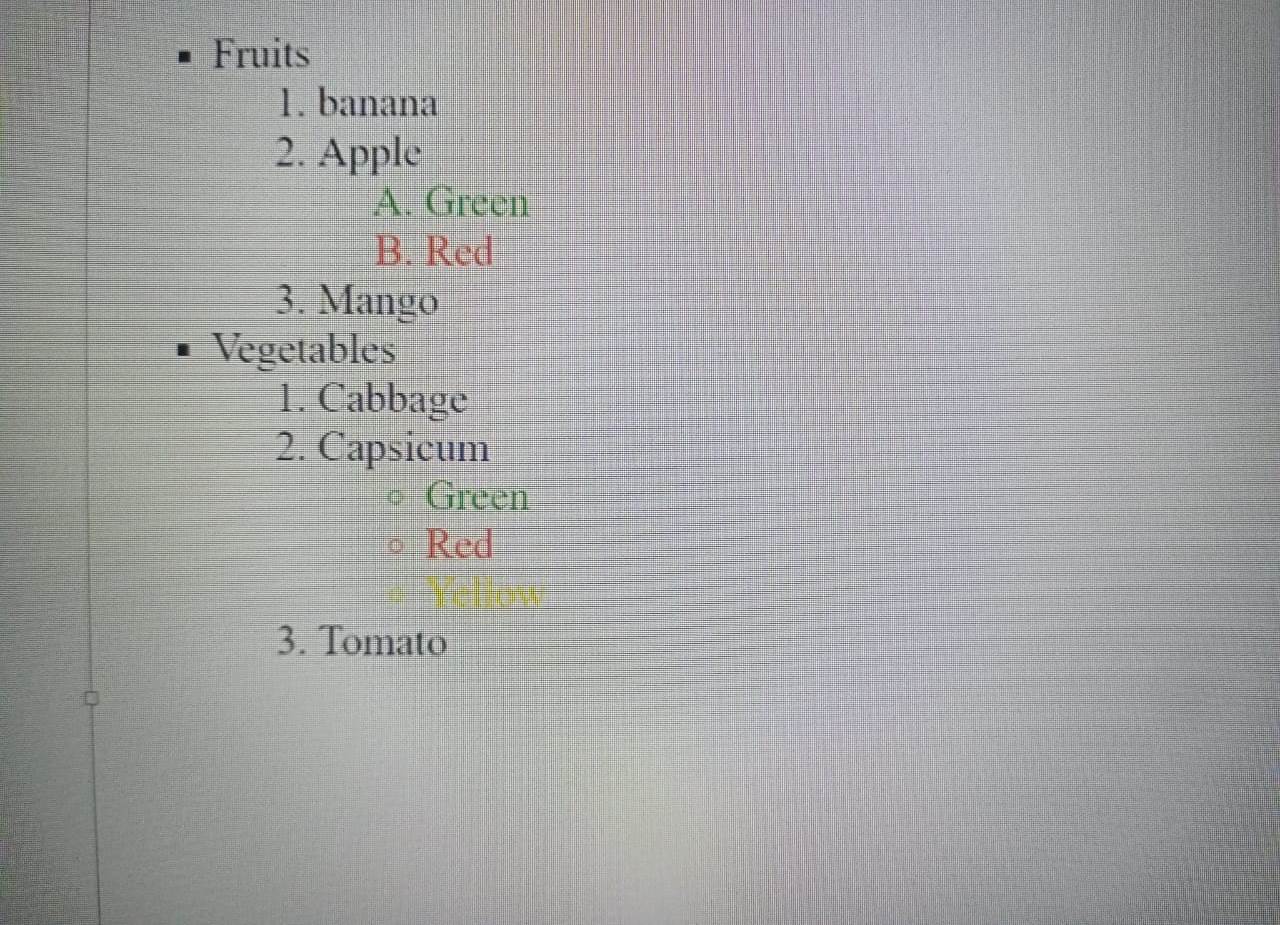 ▪ Fruits
1. banana
2. Apple
A. Green
B. Red
3. Mango
▪ Vegetables
1. Cabbage
2. Capsicum
○ Green
○ Red
○ Yellow
3. Tomato